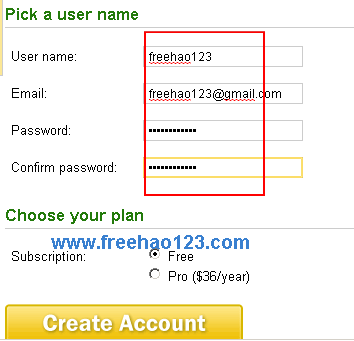 Pick a user name
User name: freehao123
Email: freehao123@gmail.com
Password: ••••••••••••
Confirm password: ••••••••••••
Choose your plan
www.freehao123.com
Subscription: Free
Pro ($36/year)
Create Account